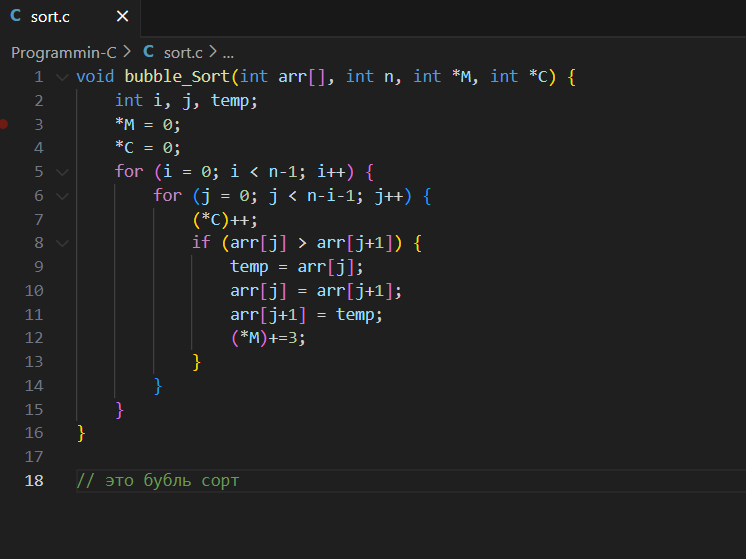 C sort.c ×
Programmin-C > C sort.c > ...
1 void bubble_Sort(int arr[], int n, int *M, int *C) {
2     int i, j, temp;
3     *M = 0;
4     *C = 0;
5     for (i = 0; i < n-1; i++) {
6         for (j = 0; j < n-i-1; j++) {
7             (*C)++;
8             if (arr[j] > arr[j+1]) {
9                 temp = arr[j];
10                 arr[j] = arr[j+1];
11                 arr[j+1] = temp;
12                 (*M)+=3;
13             }
14         }
15     }
16 }
17
18 // это бубль сорт